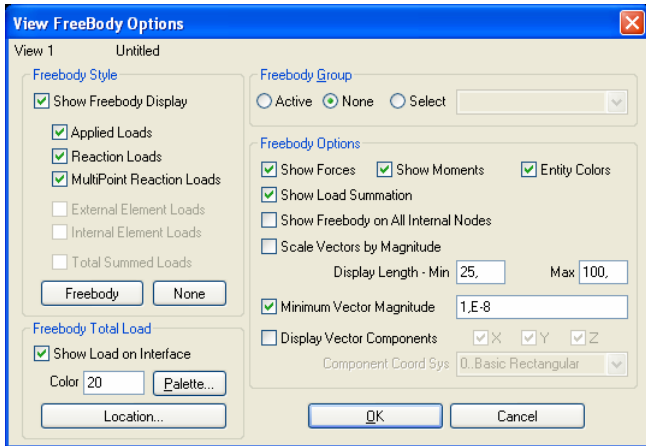 View FreeBody Options
View 1 Untitled
Freebody Style
Show Freebody Display
Applied Loads
Reaction Loads
MultiPoint Reaction Loads
External Element Loads
Internal Element Loads
Total Summed Loads
Freebody None
Freebody Total Load
Show Load on Interface
Color 20 Palette...
Location...
Freebody Group
Active None Select
Freebody Options
Show Forces Show Moments Entity Colors
Show Load Summation
Show Freebody on All Internal Nodes
Scale Vectors by Magnitude
Display Length - Min 25, Max 100,
Minimum Vector Magnitude 1,E-8
Display Vector Components X Y Z
Component Coord Sys 0..Basic Rectangular
OK Cancel